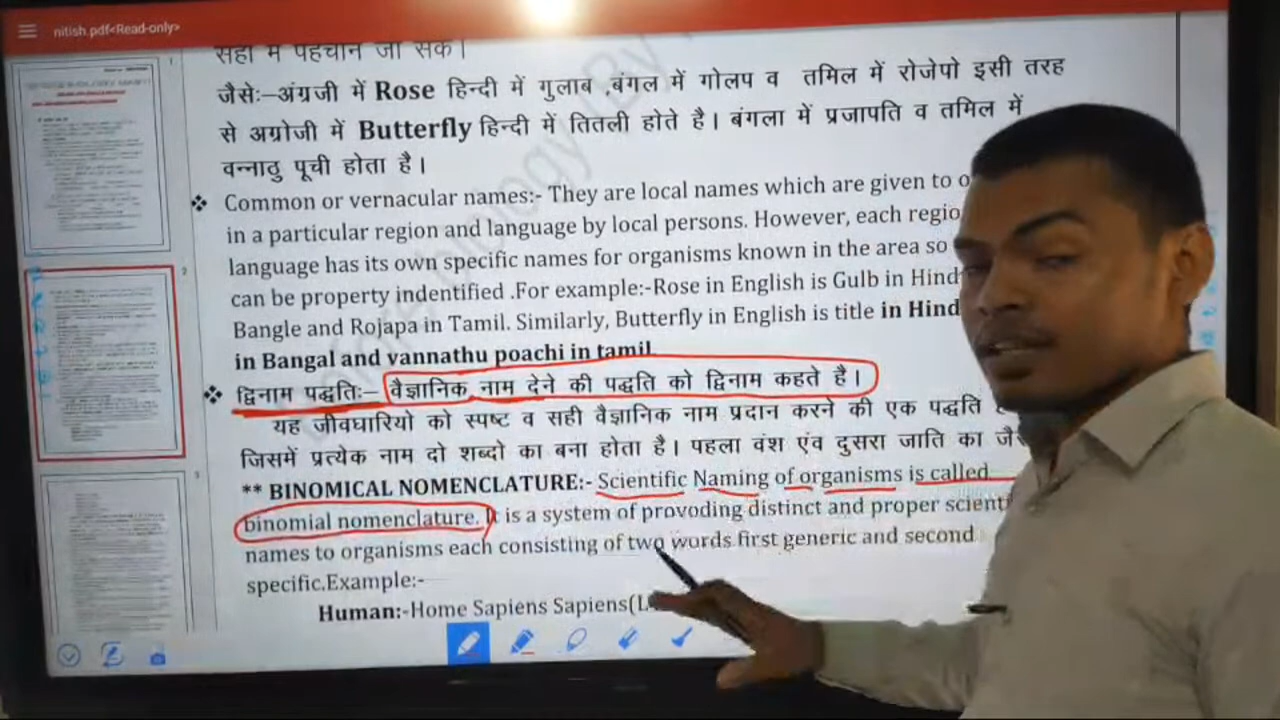 nitish.pdf<Read-only>
सही में पहचान जा सके।
जैसेः–अंग्रजी में Rose हिन्दी में गुलाब ,बंगल में गोलप व तमिल में रोजेपो इसी तरह
से अग्रोजी में Butterfly हिन्दी में तितली होते है। बंगला में प्रजापति व तमिल में
वन्नाठु पूची होता है।
❖ Common or vernacular names:- They are local names which are given to o
in a particular region and language by local persons. However, each regio
language has its own specific names for organisms known in the area so
can be property indentified .For example:-Rose in English is Gulb in Hind
Bangle and Rojapa in Tamil. Similarly, Butterfly in English is title in Hind
in Bangal and vannathu poachi in tamil.
❖ द्विनाम पद्धतिः– वैज्ञानिक नाम देने की पद्धति को द्विनाम कहते है।
यह जीवधारियो को स्पष्ट व सही वैज्ञानिक नाम प्रदान करने की एक पद्धति
जिसमें प्रत्येक नाम दो शब्दो का बना होता है। पहला वंश एंव दुसरा जाति का जै
** BINOMICAL NOMENCLATURE:- Scientific Naming of organisms is called
binomial nomenclature. It is a system of provoding distinct and proper scienti
names to organisms each consisting of two words first generic and second
specific.Example:-
Human:-Home Sapiens Sapiens(L